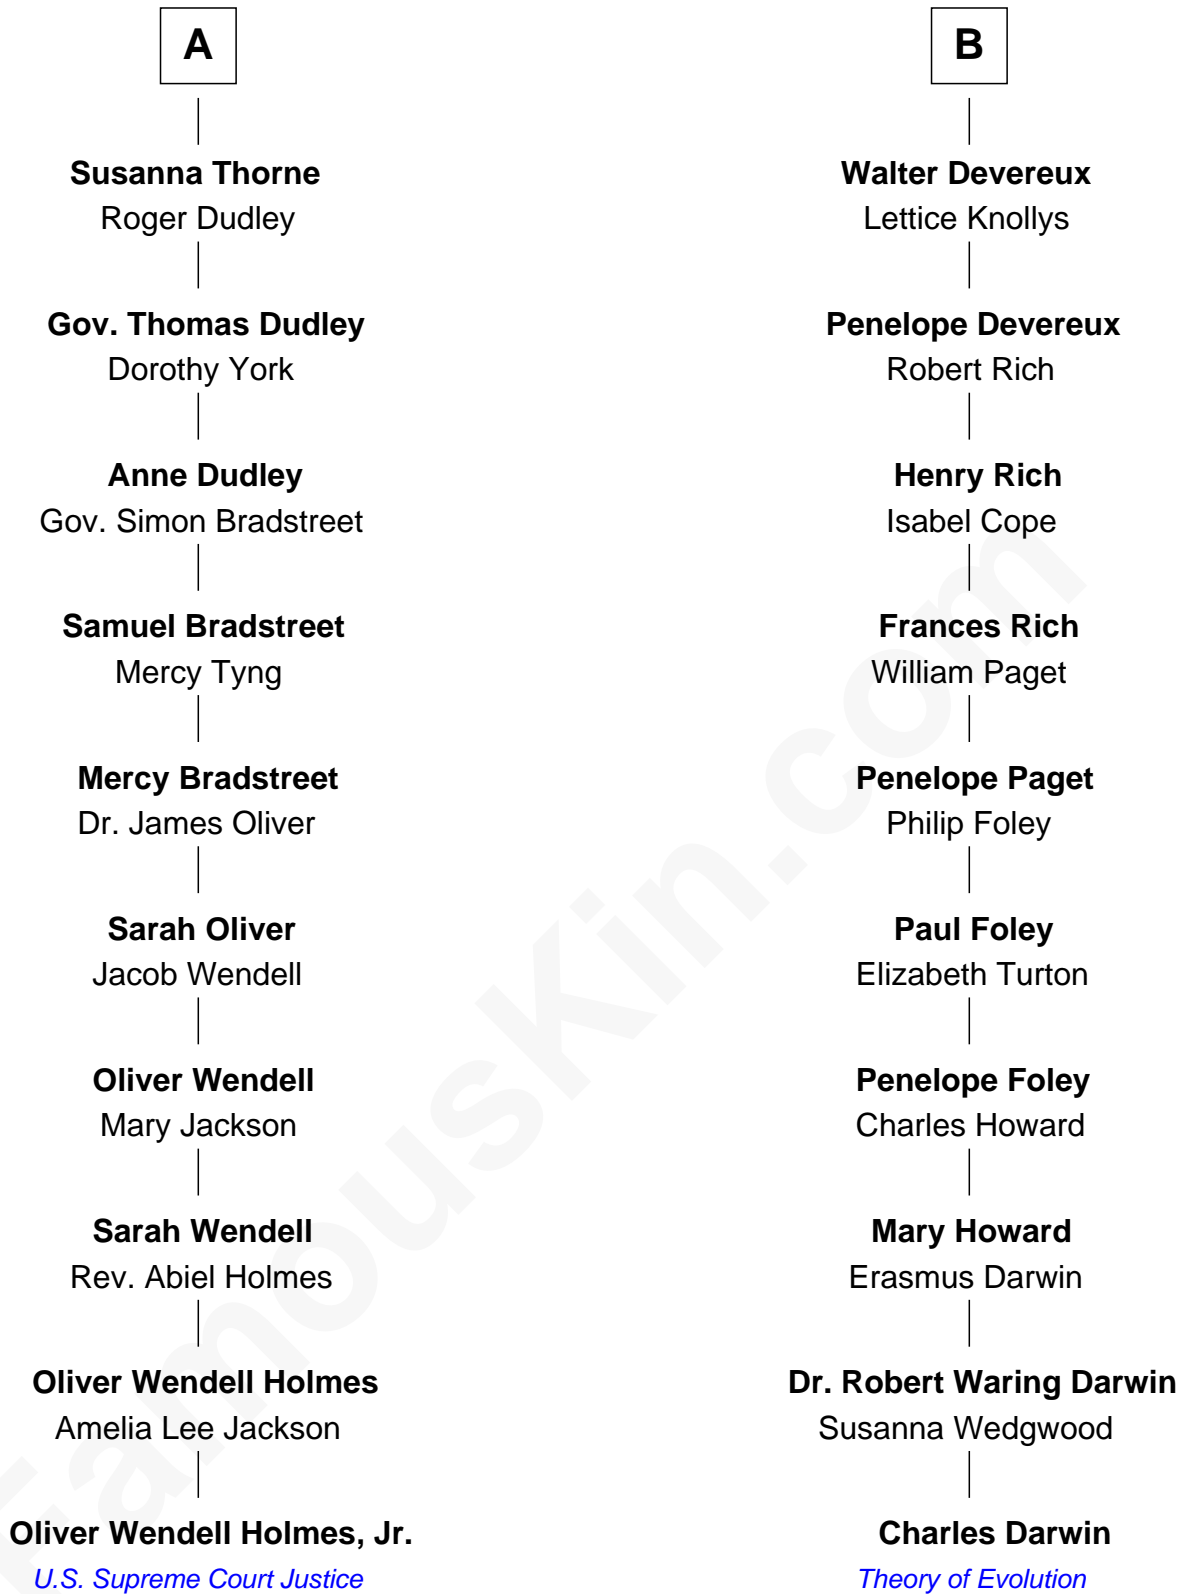 A
Susanna Thorne
Roger Dudley
Gov. Thomas Dudley
Dorothy York
Anne Dudley
Gov. Simon Bradstreet
Samuel Bradstreet
Mercy Tyng
Mercy Bradstreet
Dr. James Oliver
Sarah Oliver
Jacob Wendell
Oliver Wendell
Mary Jackson
Sarah Wendell
Rev. Abiel Holmes
Oliver Wendell Holmes
Amelia Lee Jackson
Oliver Wendell Holmes, Jr.
U.S. Supreme Court Justice
B
Walter Devereux
Lettice Knollys
Penelope Devereux
Robert Rich
Henry Rich
Isabel Cope
Frances Rich
William Paget
Penelope Paget
Philip Foley
Paul Foley
Elizabeth Turton
Penelope Foley
Charles Howard
Mary Howard
Erasmus Darwin
Dr. Robert Waring Darwin
Susanna Wedgwood
Charles Darwin
Theory of Evolution
FamousKin.com